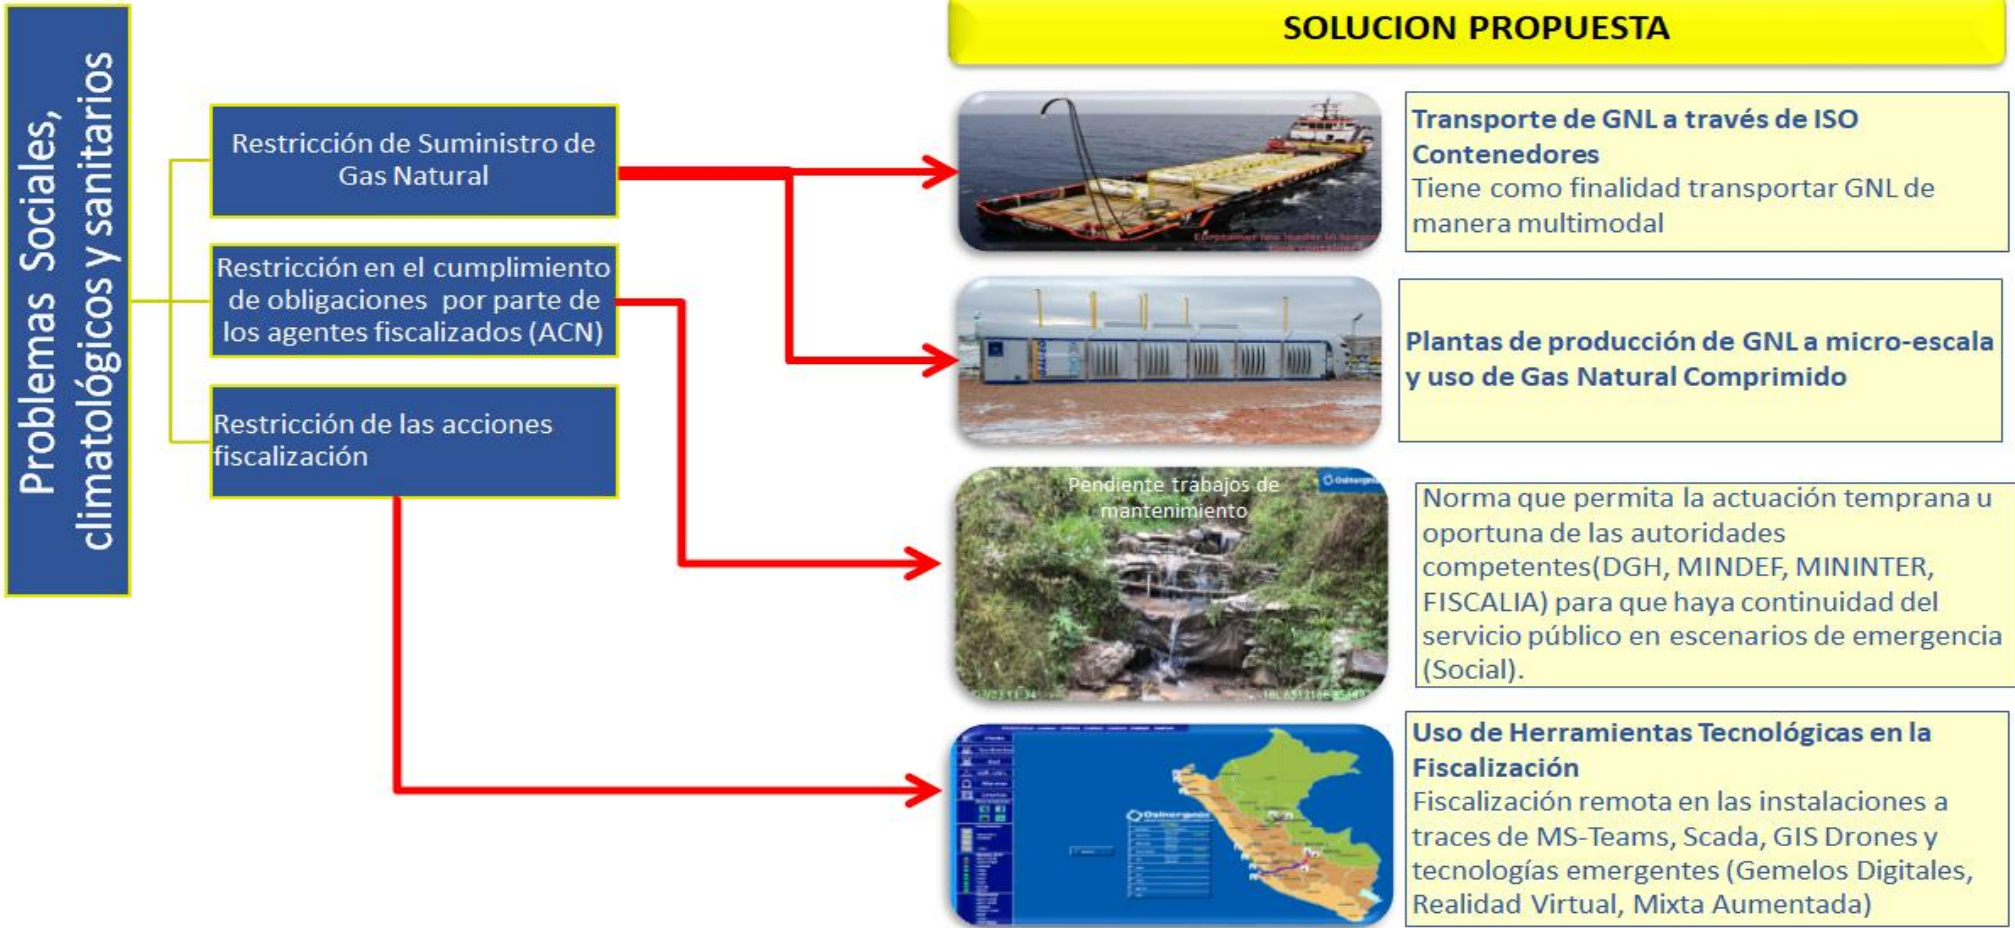 SOLUCION PROPUESTA
Problemas Sociales,
climatológicos y sanitarios
Restricción de Suministro de
Gas Natural
Restricción en el cumplimiento
de obligaciones por parte de
los agentes fiscalizados (ACN)
Restricción de las acciones
fiscalización
Transporte de GNL a través de ISO
Contenedores
Tiene como finalidad transportar GNL de
manera multimodal
Plantas de producción de GNL a micro-escala
y uso de Gas Natural Comprimido
Pendiente trabajos de
mantenimiento
Osinergmin
Norma que permita la actuación temprana u
oportuna de las autoridades
competentes(DGH, MINDEF, MININTER,
FISCALIA) para que haya continuidad del
servicio público en escenarios de emergencia
(Social).
Osinergmin
Uso de Herramientas Tecnológicas en la
Fiscalización
Fiscalización remota en las instalaciones a
traces de MS-Teams, Scada, GIS Drones y
tecnologías emergentes (Gemelos Digitales,
Realidad Virtual, Mixta Aumentada)